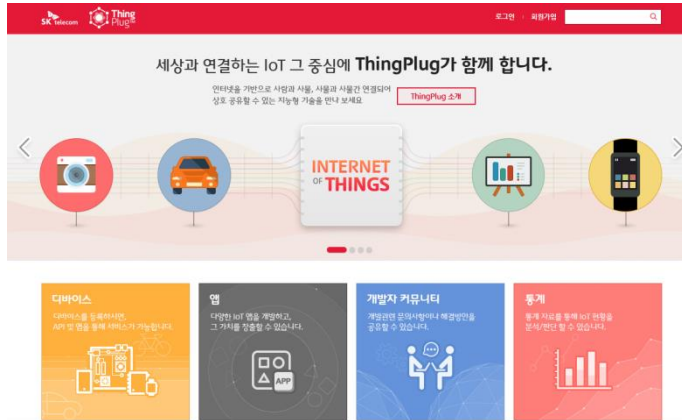 SK telecom
Thing Plug
로그인
회원가입
세상과 연결하는 IoT 그 중심에 ThingPlug가 함께 합니다.
인터넷을 기반으로 사람과 사물, 사물과 사물간 연결되어
상호 공유할 수 있는 지능형 기술을 만나 보세요
ThingPlug 소개
INTERNET
OF THINGS
디바이스
디바이스를 등록하시면,
API 및 앱을 통해 서비스가 가능합니다.
앱
다양한 IoT 앱을 개발하고,
그 가치를 창출할 수 있습니다.
APP
개발자 커뮤니티
개발관련 문의사항이나 해결방안을
공유할 수 있습니다.
통계
통계 자료를 통해 IoT 현황을
분석/판단 할 수 있습니다.